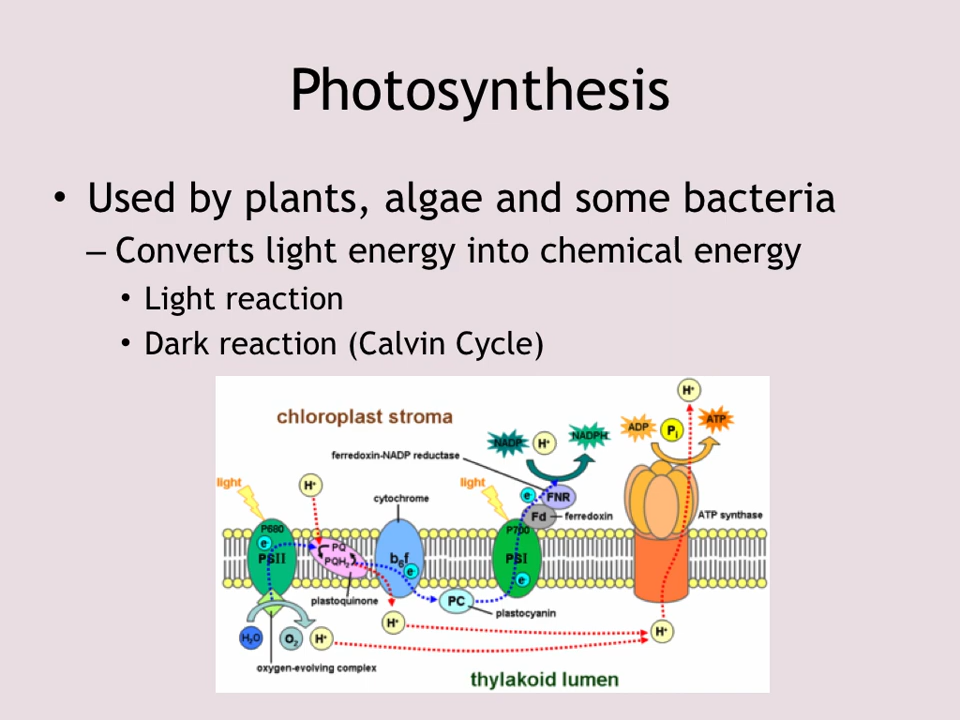 Photosynthesis
• Used by plants, algae and some bacteria
– Converts light energy into chemical energy
• Light reaction
• Dark reaction (Calvin Cycle)
H+
chloroplast stroma
NADP H+ NADPH
ADP Pi ATP
ferredoxin-NADP reductase
light
H+
cytochrome
light
e- FNR
Fd ferredoxin
ATP synthase
P680
e-
PSII
PQ
PQH2
b6f
e-
P700
PSI
e-
plastoquinone
PC
plastocyanin
H2O O2 H+
H+
H+
oxygen-evolving complex
thylakoid lumen